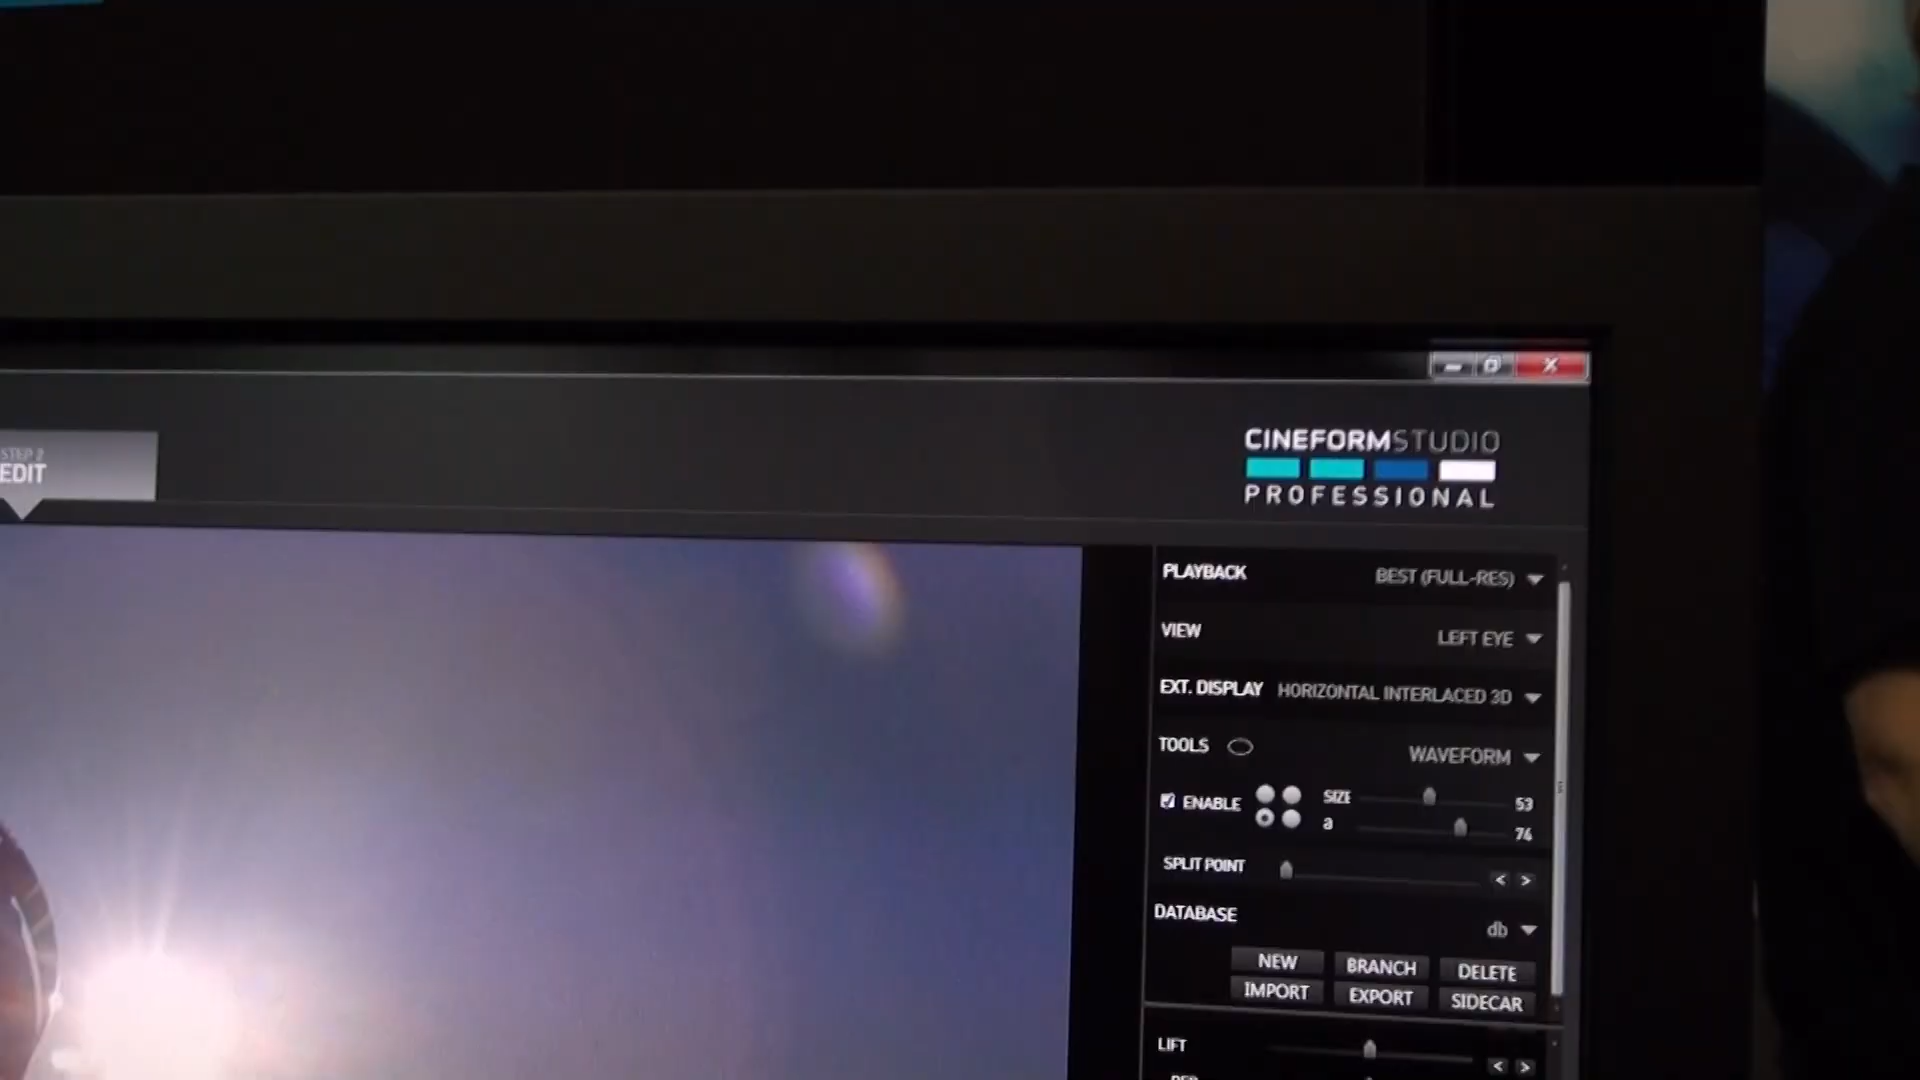 STEP 2
EDIT
CINEFORMSTUDIO
PROFESSIONAL
PLAYBACK BEST (FULL-RES)
VIEW LEFT EYE
EXT. DISPLAY HORIZONTAL INTERLACED 3D
TOOLS WAVEFORM
ENABLE SIZE 53
a 74
SPLIT POINT < >
DATABASE db
NEW BRANCH DELETE
IMPORT EXPORT SIDECAR
LIFT < >